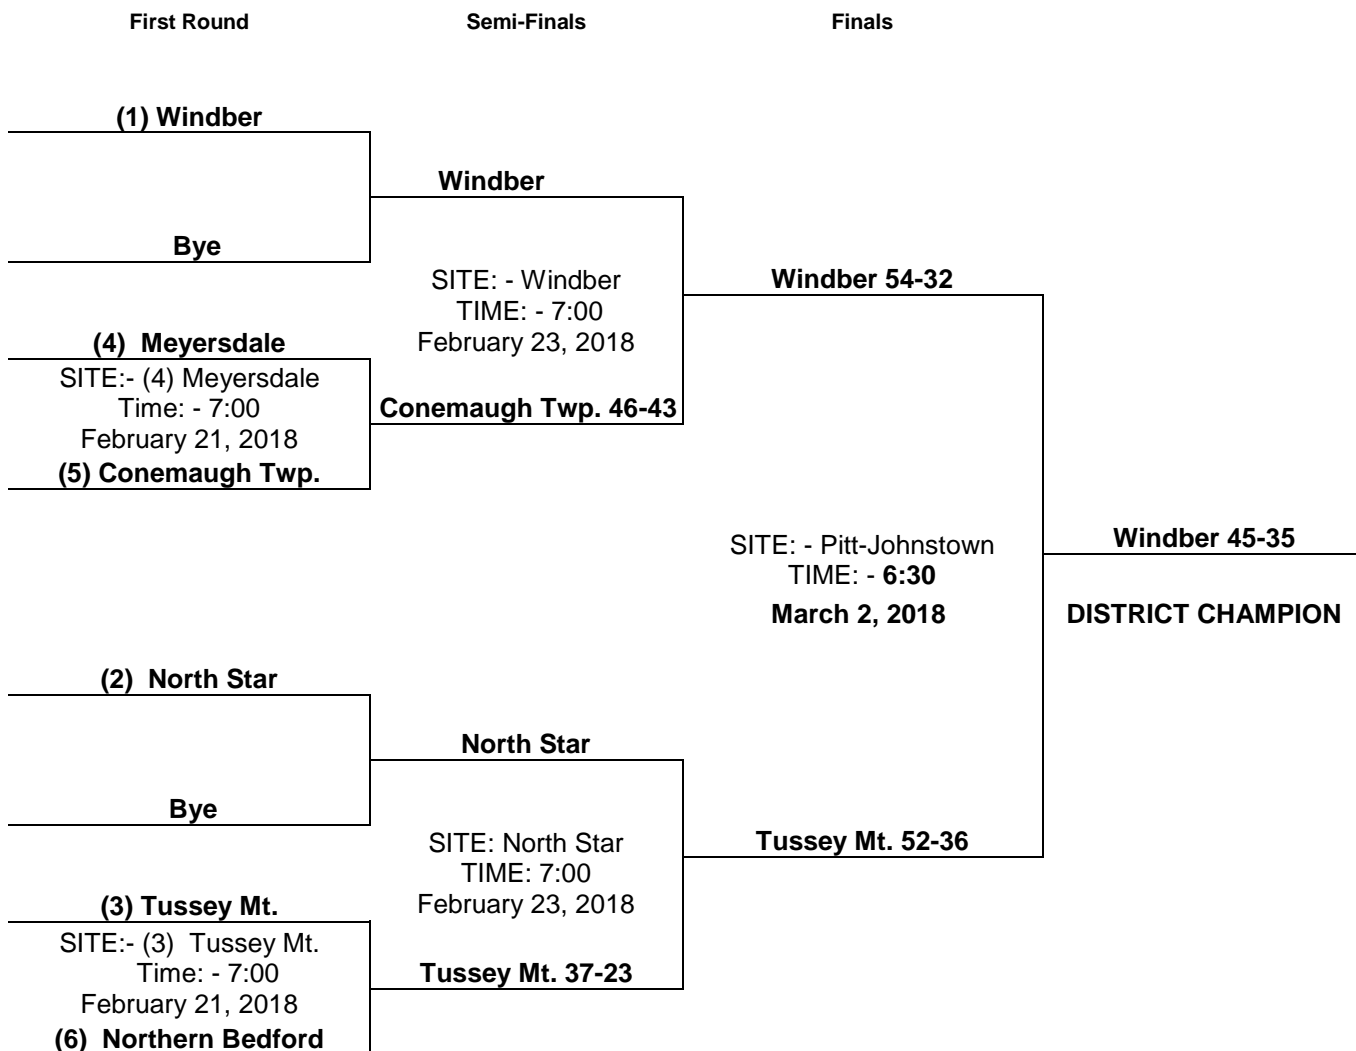 First Round
Semi-Finals
Finals
(1) Windber
Windber
Bye
SITE: - Windber
TIME: - 7:00
February 23, 2018
Windber 54-32
(4) Meyersdale
SITE:- (4) Meyersdale
Time: - 7:00
February 21, 2018
(5) Conemaugh Twp.
Conemaugh Twp. 46-43
SITE: - Pitt-Johnstown
TIME: - 6:30
March 2, 2018
Windber 45-35
DISTRICT CHAMPION
(2) North Star
North Star
Bye
SITE: North Star
TIME: 7:00
February 23, 2018
Tussey Mt. 52-36
(3) Tussey Mt.
SITE:- (3) Tussey Mt.
Time: - 7:00
February 21, 2018
(6) Northern Bedford
Tussey Mt. 37-23